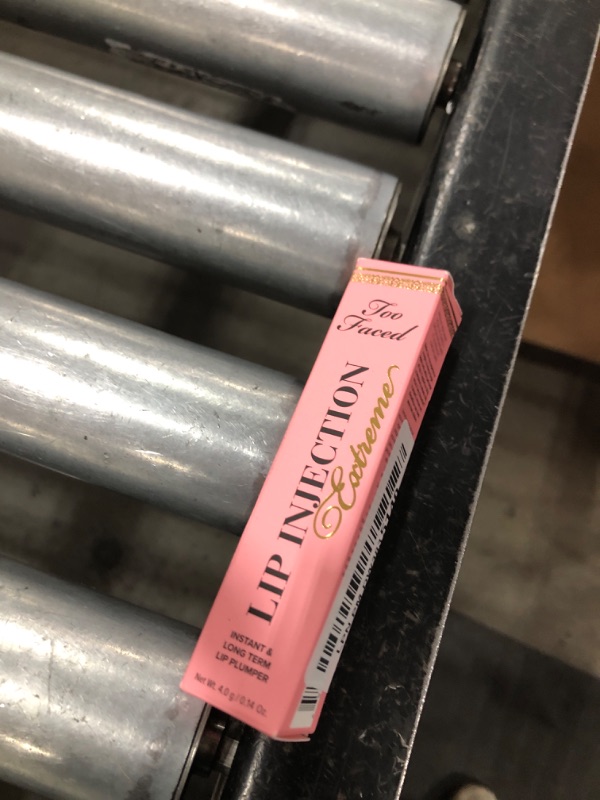 Too
Faced
LIP INJECTION
Extreme
INSTANT &
LONG TERM
LIP PLUMPER
Net Wt. 4.0 g / 0.14 Oz.